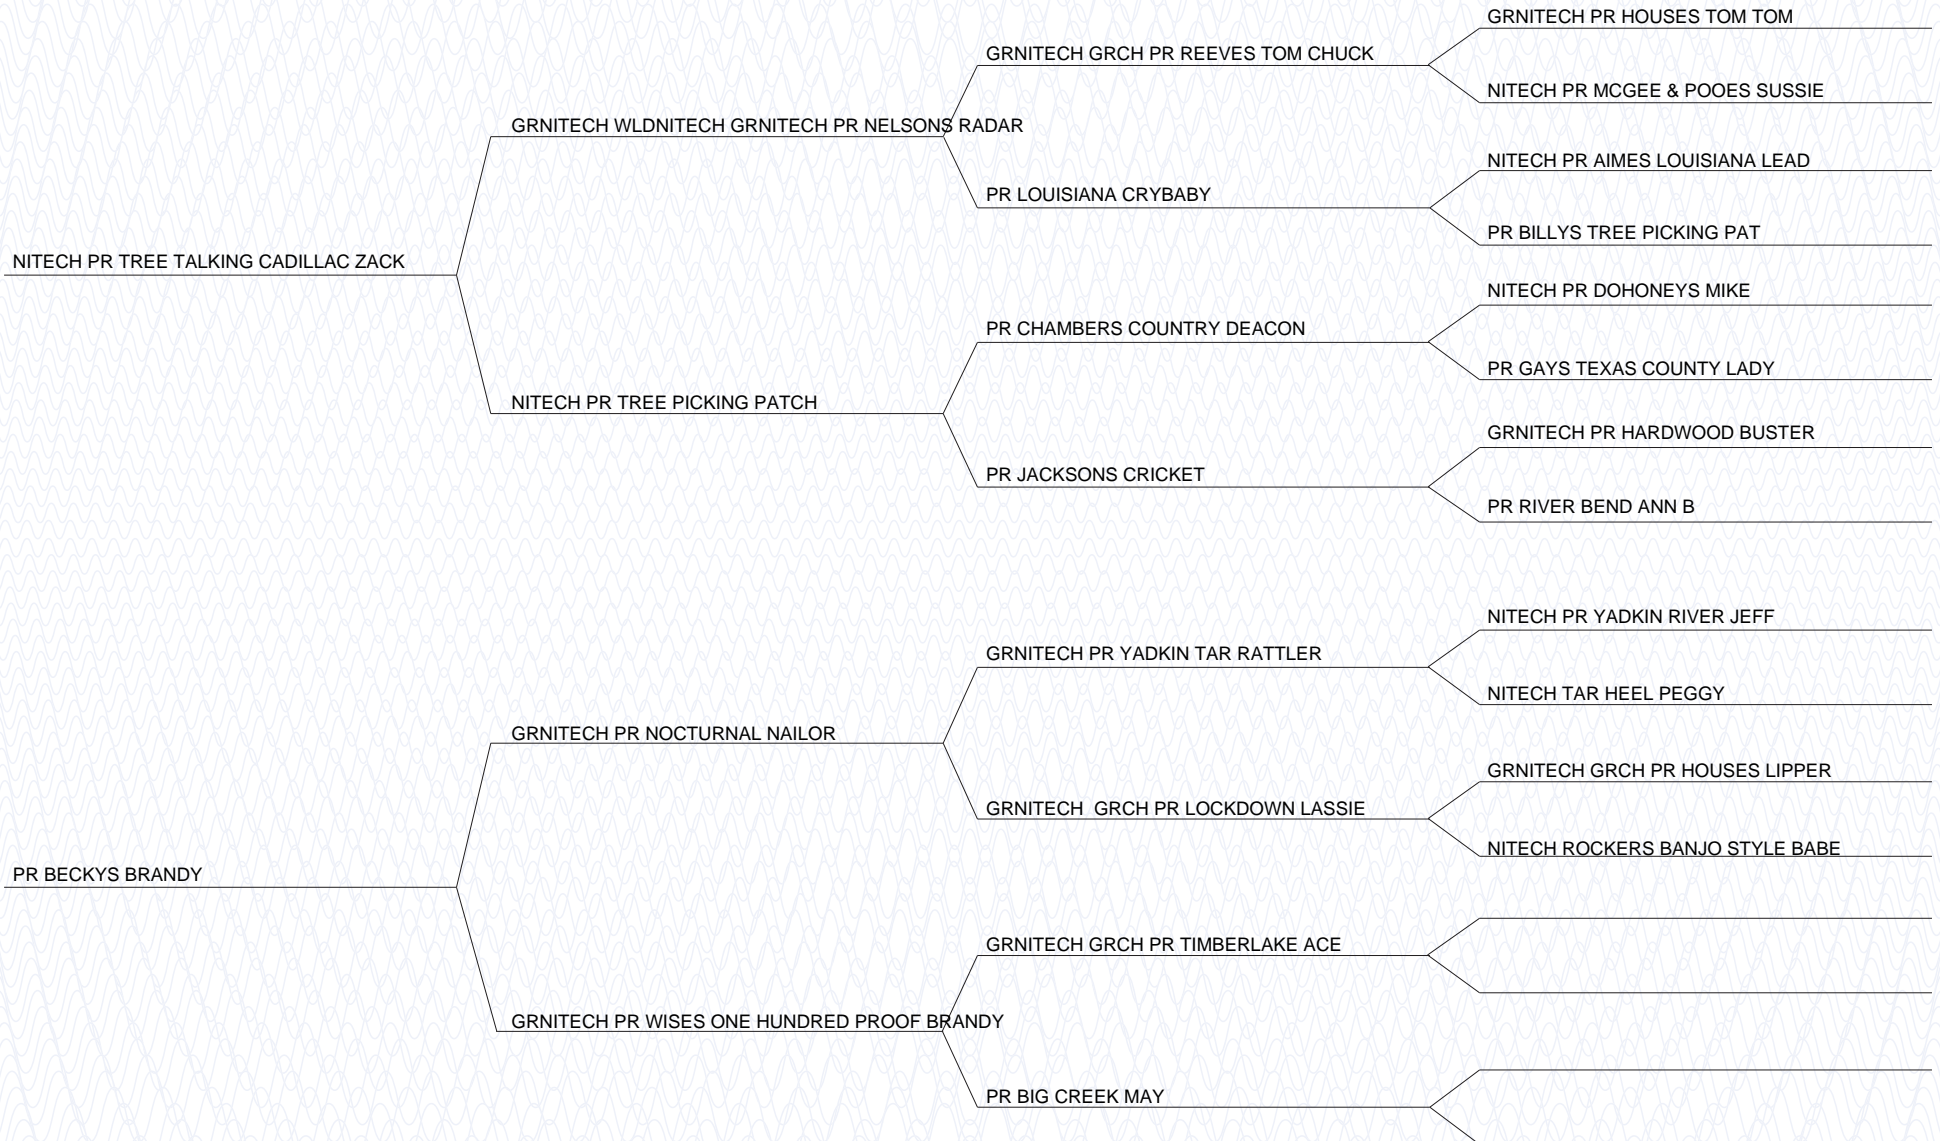 GRNITECH PR HOUSES TOM TOM
GRNITECH GRCH PR REEVES TOM CHUCK
NITECH PR MCGEE & POOES SUSSIE
GRNITECH WLDNITECH GRNITECH PR NELSONS RADAR
NITECH PR AIMES LOUISIANA LEAD
PR LOUISIANA CRYBABY
PR BILLYS TREE PICKING PAT
NITECH PR TREE TALKING CADILLAC ZACK
NITECH PR DOHONEYS MIKE
PR CHAMBERS COUNTRY DEACON
PR GAYS TEXAS COUNTY LADY
NITECH PR TREE PICKING PATCH
GRNITECH PR HARDWOOD BUSTER
PR JACKSONS CRICKET
PR RIVER BEND ANN B
NITECH PR YADKIN RIVER JEFF
GRNITECH PR YADKIN TAR RATTLER
NITECH TAR HEEL PEGGY
GRNITECH PR NOCTURNAL NAILOR
GRNITECH GRCH PR HOUSES LIPPER
GRNITECH  GRCH PR LOCKDOWN LASSIE
NITECH ROCKERS BANJO STYLE BABE
PR BECKYS BRANDY
GRNITECH GRCH PR TIMBERLAKE ACE
GRNITECH PR WISES ONE HUNDRED PROOF BRANDY
PR BIG CREEK MAY